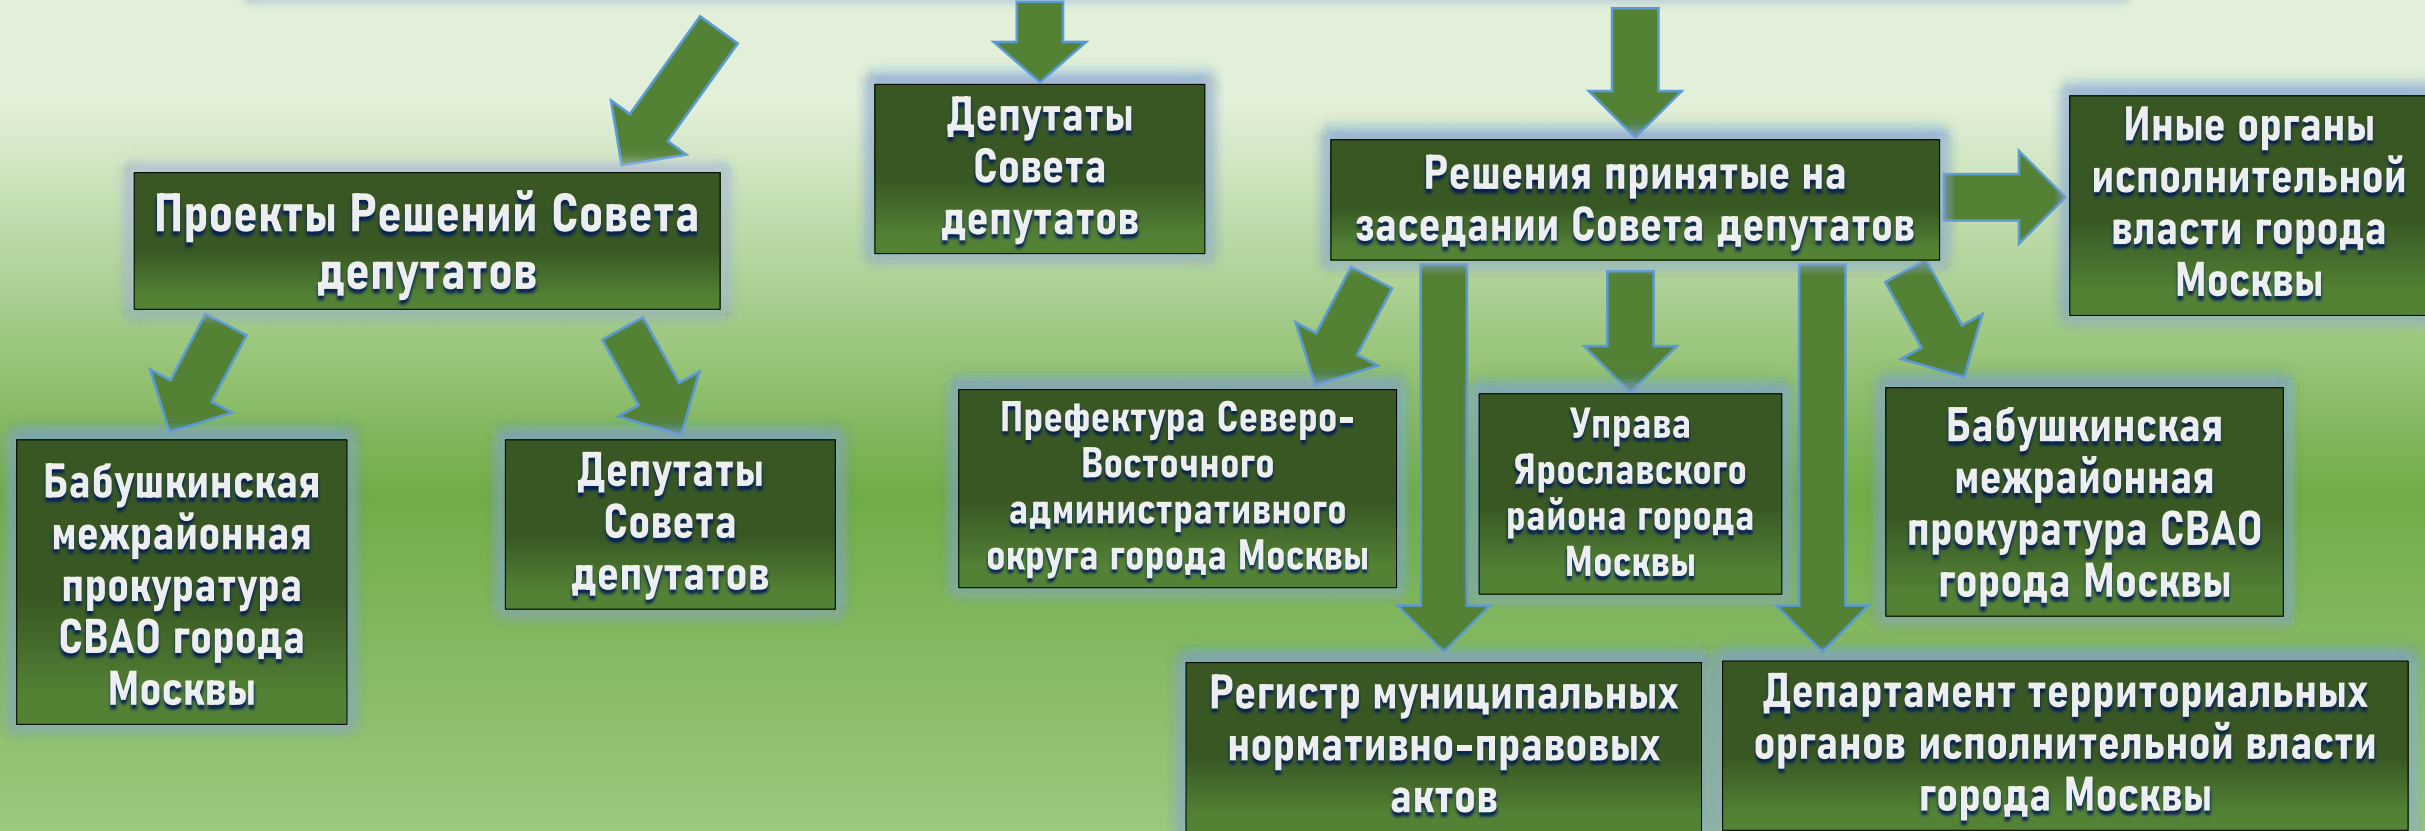 Депутаты
Совета
депутатов
Иные органы
исполнительной
власти города
Москвы
Решения принятые на
заседании Совета депутатов
Проекты Решений Совета
депутатов
Бабушкинская
межрайонная
прокуратура
СВАО города
Москвы
Депутаты
Совета
депутатов
Префектура Северо-
Восточного
административного
округа города Москвы
Управа
Ярославского
района города
Москвы
Бабушкинская
межрайонная
прокуратура СВАО
города Москвы
Регистр муниципальных
нормативно-правовых
актов
Департамент территориальных
органов исполнительной власти
города Москвы